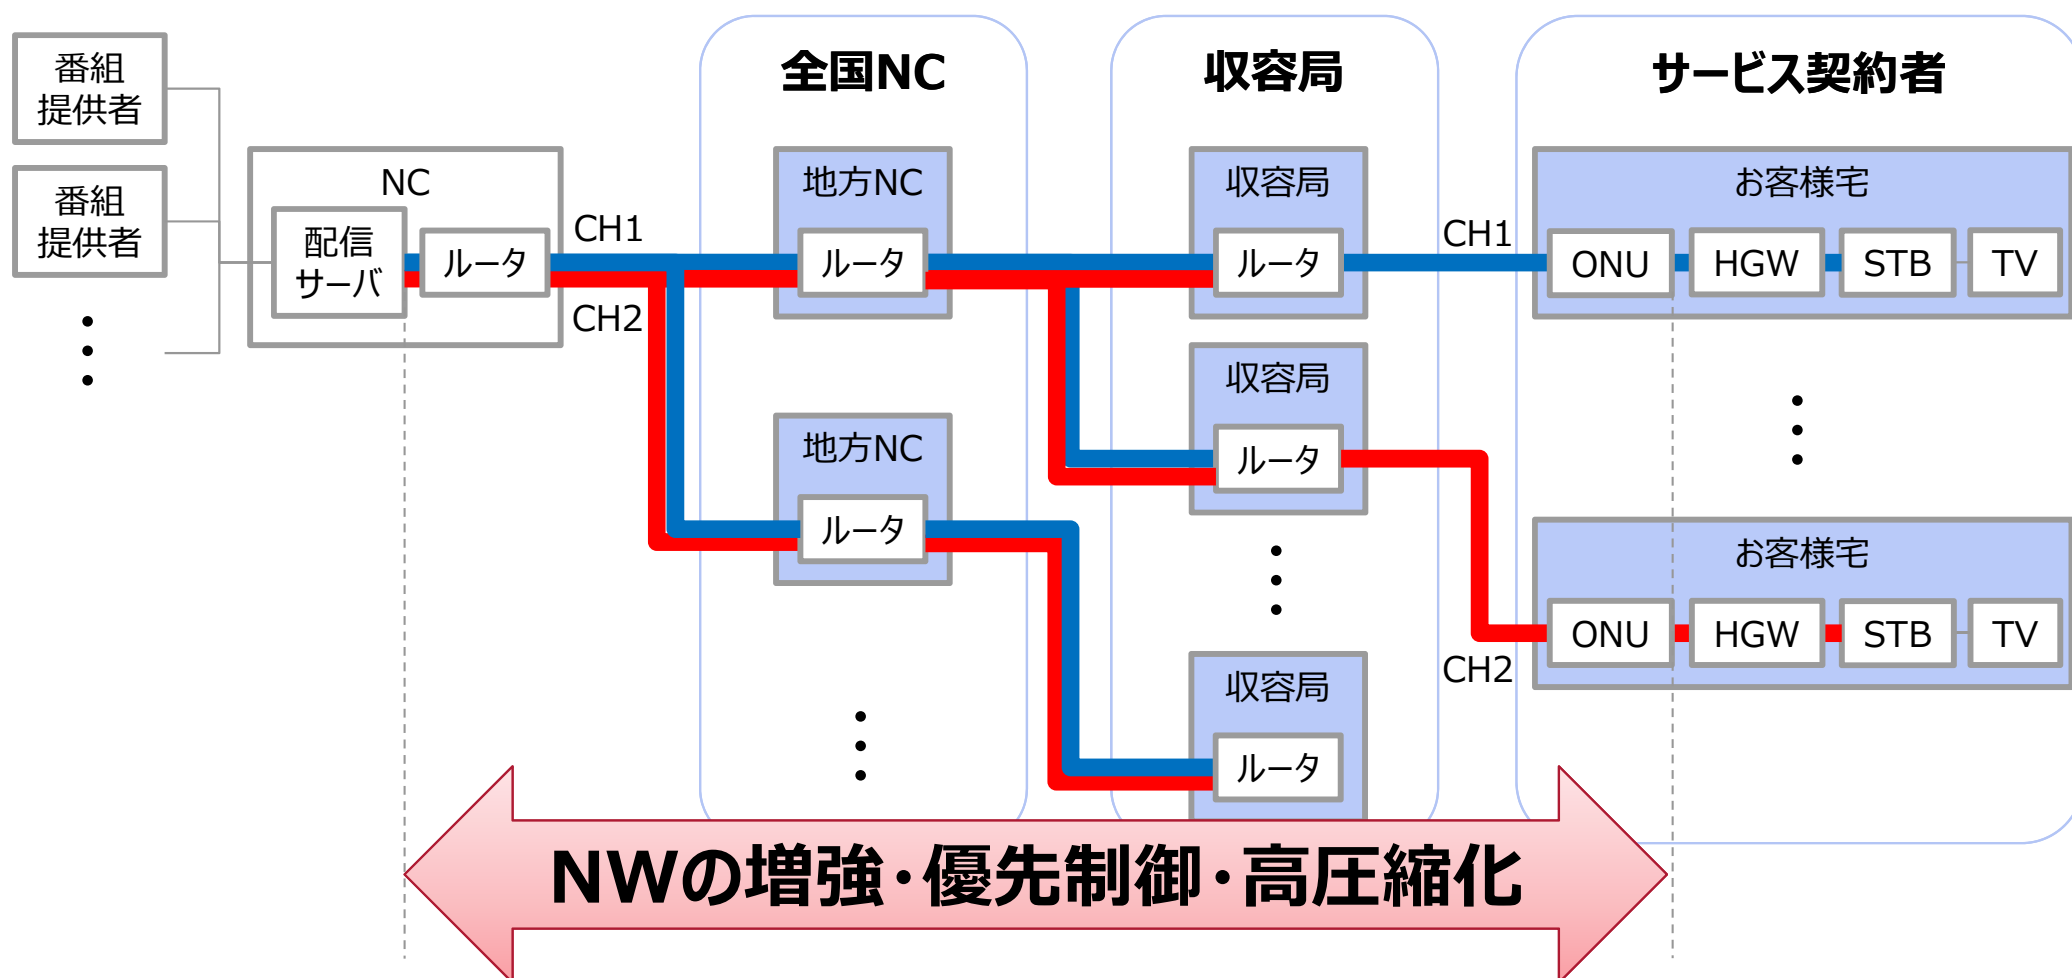 全国NC
収容局
サービス契約者
番組
提供者
番組
提供者
NC
配信
サーバ
ルータ
CH1
CH2
地方NC
ルータ
地方NC
ルータ
収容局
ルータ
収容局
ルータ
収容局
ルータ
CH1
CH2
お客様宅
ONU
HGW
STB
TV
お客様宅
ONU
HGW
STB
TV
NWの増強・優先制御・高圧縮化